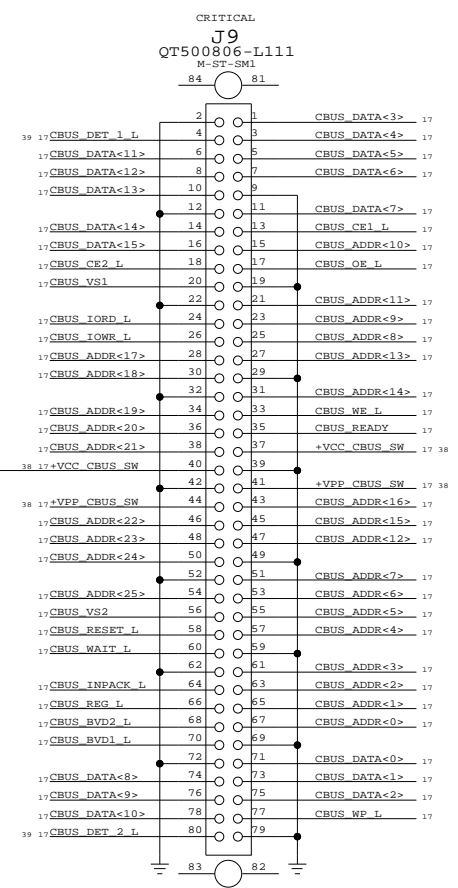 CRITICAL
J9
QT500806-L111
M-ST-SM1
84 81
2 1 CBUS_DATA<3> 17
39 17 CBUS_DET_1_L 4 3 CBUS_DATA<4> 17
17 CBUS_DATA<11> 6 5 CBUS_DATA<5> 17
17 CBUS_DATA<12> 8 7 CBUS_DATA<6> 17
17 CBUS_DATA<13> 10 9
12 11 CBUS_DATA<7> 17
17 CBUS_DATA<14> 14 13 CBUS_CE1_L 17
17 CBUS_DATA<15> 16 15 CBUS_ADDR<10> 17
17 CBUS_CE2_L 18 17 CBUS_OE_L 17
17 CBUS_VS1 20 19
22 21 CBUS_ADDR<11> 17
17 CBUS_IORD_L 24 23 CBUS_ADDR<9> 17
17 CBUS_IOWR_L 26 25 CBUS_ADDR<8> 17
17 CBUS_ADDR<17> 28 27 CBUS_ADDR<13> 17
17 CBUS_ADDR<18> 30 29
32 31 CBUS_ADDR<14> 17
17 CBUS_ADDR<19> 34 33 CBUS_WE_L 17
17 CBUS_ADDR<20> 36 35 CBUS_READY 17
17 CBUS_ADDR<21> 38 37 +VCC_CBUS_SW 17 38
38 17 +VCC_CBUS_SW 40 39
42 41 +VPP_CBUS_SW 17 38
38 17 +VPP_CBUS_SW 44 43 CBUS_ADDR<16> 17
17 CBUS_ADDR<22> 46 45 CBUS_ADDR<15> 17
17 CBUS_ADDR<23> 48 47 CBUS_ADDR<12> 17
17 CBUS_ADDR<24> 50 49
52 51 CBUS_ADDR<7> 17
17 CBUS_ADDR<25> 54 53 CBUS_ADDR<6> 17
17 CBUS_VS2 56 55 CBUS_ADDR<5> 17
17 CBUS_RESET_L 58 57 CBUS_ADDR<4> 17
17 CBUS_WAIT_L 60 59
62 61 CBUS_ADDR<3> 17
17 CBUS_INPACK_L 64 63 CBUS_ADDR<2> 17
17 CBUS_REG_L 66 65 CBUS_ADDR<1> 17
17 CBUS_BVD2_L 68 67 CBUS_ADDR<0> 17
17 CBUS_BVD1_L 70 69
72 71 CBUS_DATA<0> 17
17 CBUS_DATA<8> 74 73 CBUS_DATA<1> 17
17 CBUS_DATA<9> 76 75 CBUS_DATA<2> 17
17 CBUS_DATA<10> 78 77 CBUS_WP_L 17
39 17 CBUS_DET_2_L 80 79
83 82